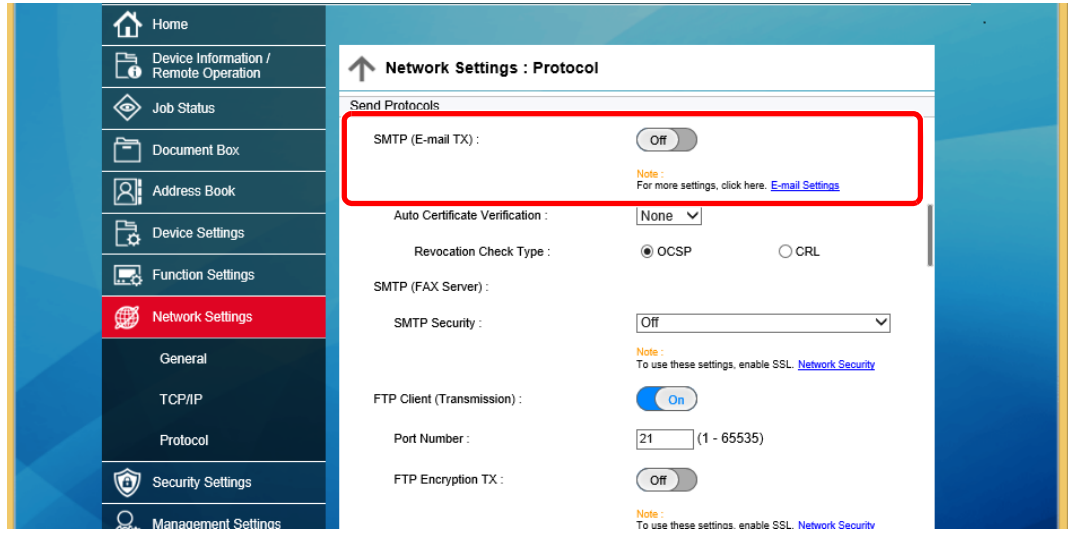 Home
Device Information /
Remote Operation
Job Status
Document Box
Address Book
Device Settings
Function Settings
Network Settings
General
TCP/IP
Protocol
Security Settings
Management Settings
Network Settings : Protocol
Send Protocols
SMTP (E-mail TX) : Off
Note :
For more settings, click here. E-mail Settings
Auto Certificate Verification : None
Revocation Check Type : OCSP CRL
SMTP (FAX Server) :
SMTP Security : Off
Note :
To use these settings, enable SSL. Network Security
FTP Client (Transmission) : On
Port Number : 21 (1 - 65535)
FTP Encryption TX : Off
Note :
To use these settings, enable SSL. Network Security